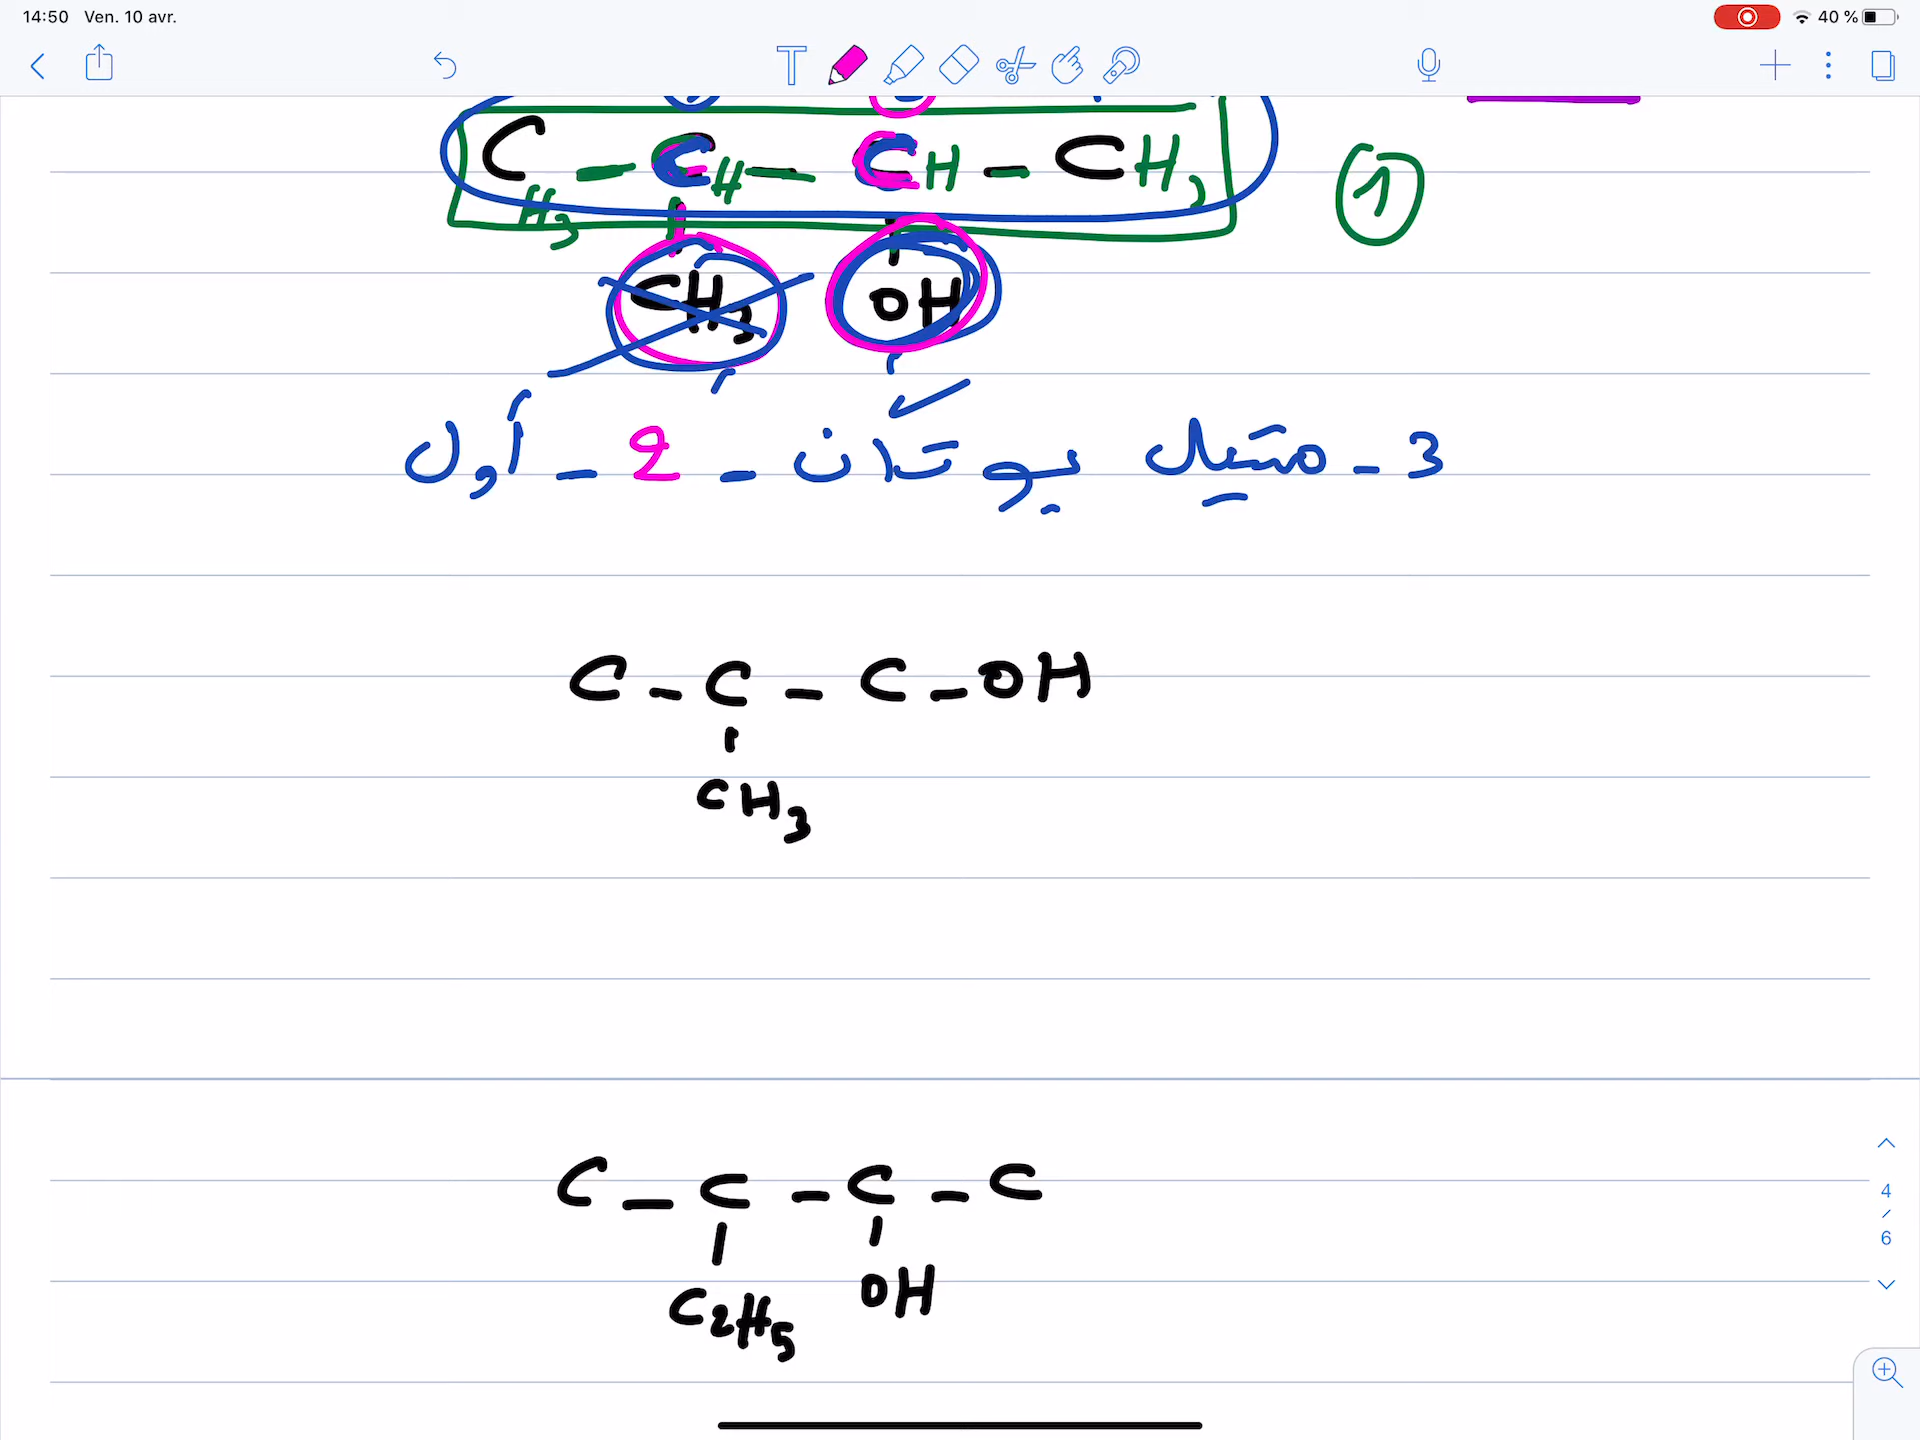 14:50 Ven. 10 avr. 40 %
C H3 - CH - CH - CH3
1
CH3 OH
3 - متيل بوتان - 2 - أول
C - C - C - OH
CH3
C - C - C - C
4
/
6
C2H5 OH